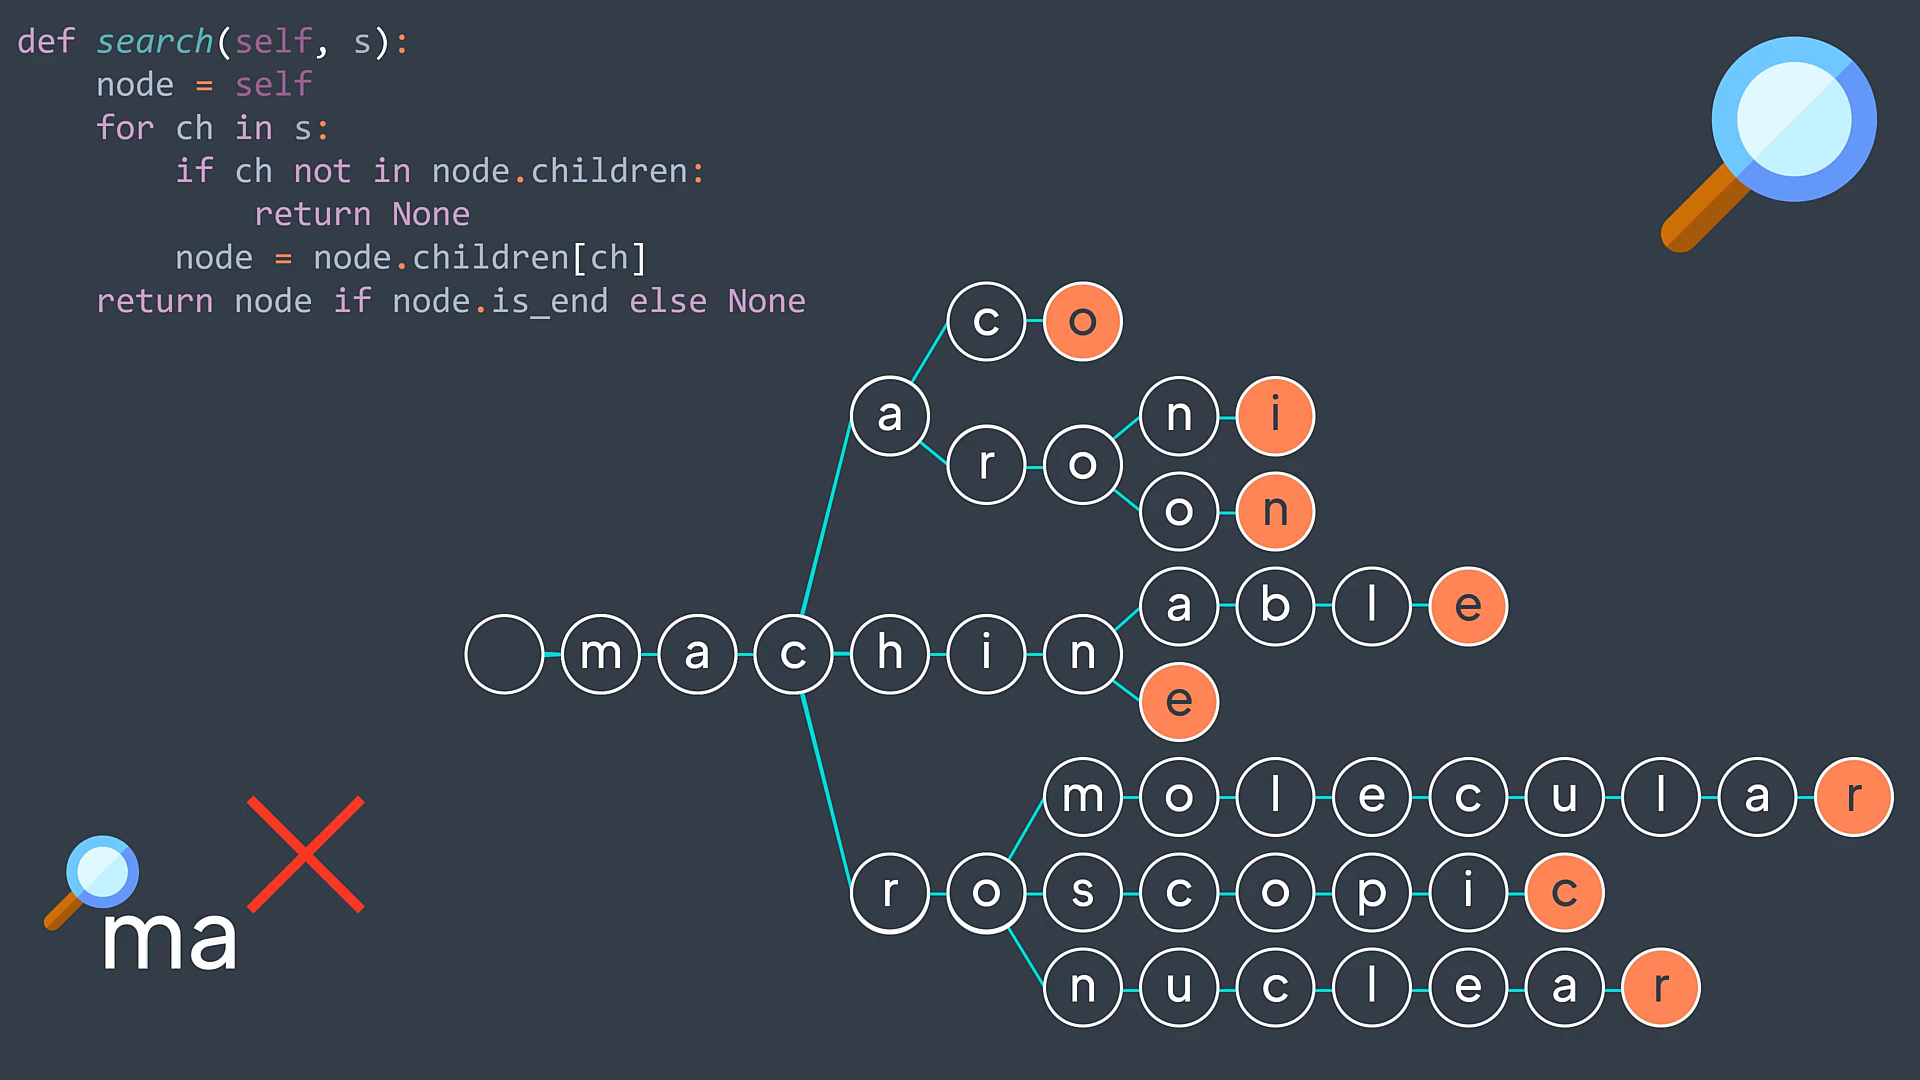 def search(self, s):
    node = self
    for ch in s:
        if ch not in node.children:
            return None
        node = node.children[ch]
    return node if node.is_end else None
c o
a n i
r o
o n
a b l e
m a c h i n
e
m o l e c u l a r
r o s c o p i c
n u c l e a r
ma